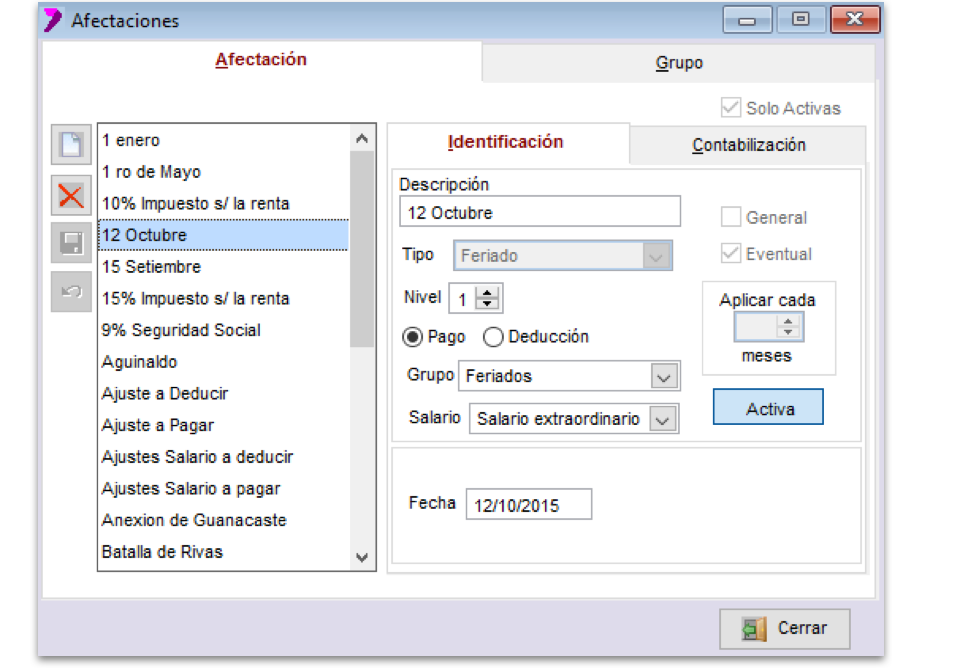 Afectaciones
Afectación
Grupo
Solo Activas
1 enero
1 ro de Mayo
10% Impuesto s/ la renta
12 Octubre
15 Setiembre
15% Impuesto s/ la renta
9% Seguridad Social
Aguinaldo
Ajuste a Deducir
Ajuste a Pagar
Ajustes Salario a deducir
Ajustes Salario a pagar
Anexion de Guanacaste
Batalla de Rivas
Identificación
Contabilización
Descripción
12 Octubre
General
Tipo
Feriado
Eventual
Nivel
1
Aplicar cada
meses
Pago
Deducción
Grupo
Feriados
Salario
Salario extraordinario
Activa
Fecha
12/10/2015
Cerrar